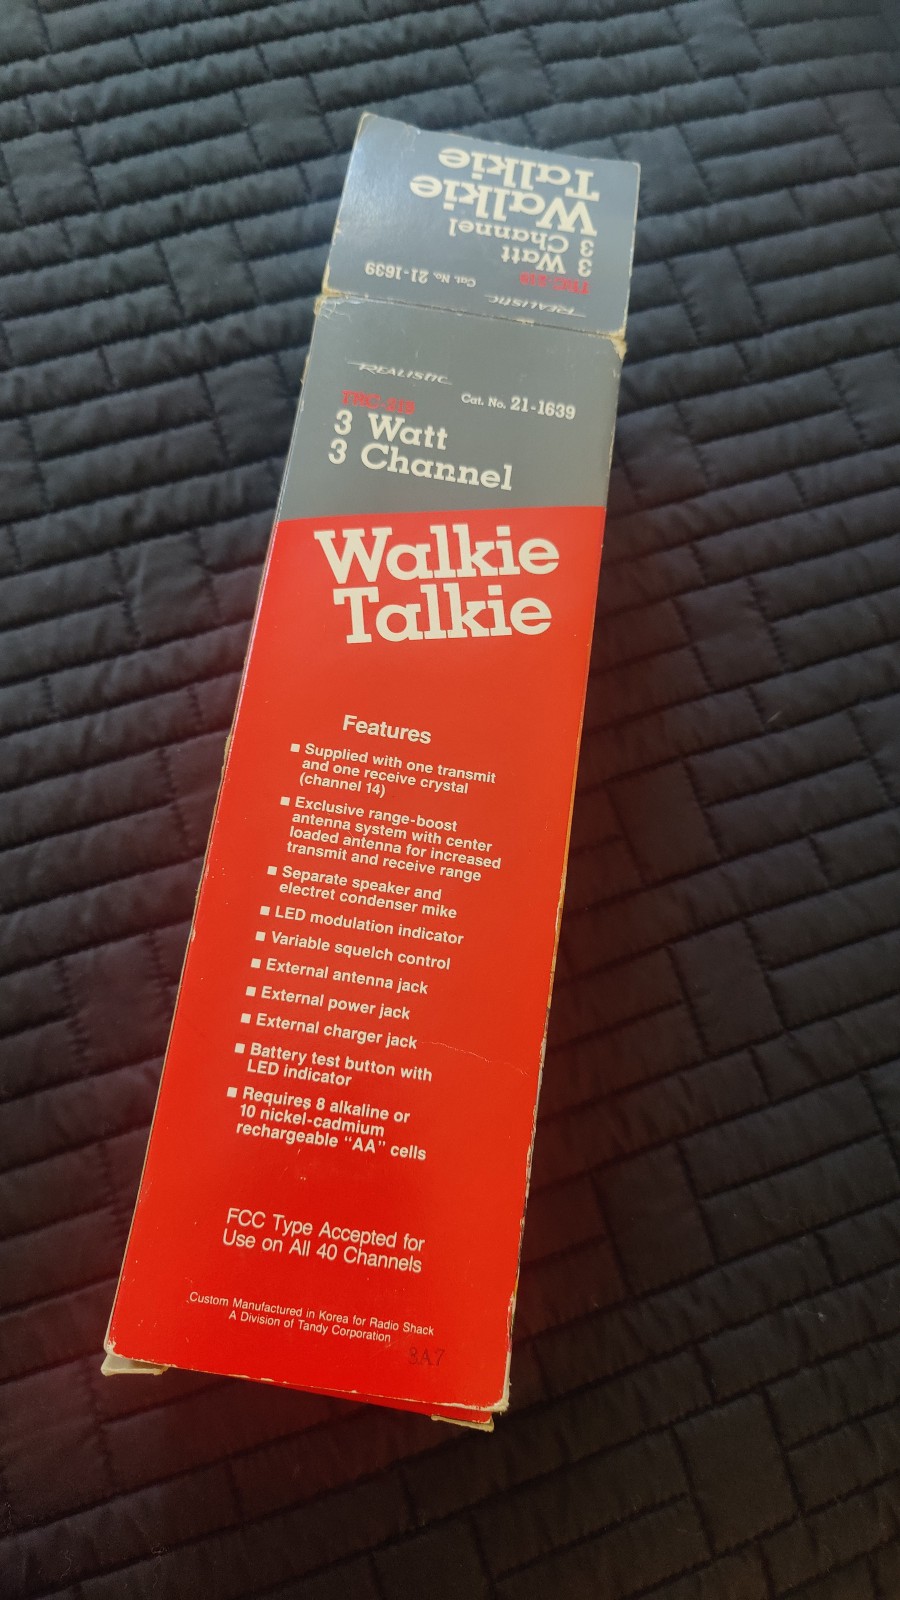 REALISTIC
Cat. No. 21-1639
3 Watt
3 Channel
Walkie
Talkie
REALISTIC
Cat. No. 21-1639
3 Watt
3 Channel
Walkie
Talkie
Features
■ Supplied with one transmit
and one receive crystal
(channel 14)
■ Exclusive range-boost
antenna system with center
loaded antenna for increased
transmit and receive range
■ Separate speaker and
electret condenser mike
■ LED modulation indicator
■ Variable squelch control
■ External antenna jack
■ External power jack
■ External charger jack
■ Battery test button with
LED indicator
■ Requires 8 alkaline or
10 nickel-cadmium
rechargeable “AA” cells
FCC Type Accepted for
Use on All 40 Channels
Custom Manufactured in Korea for Radio Shack
A Division of Tandy Corporation